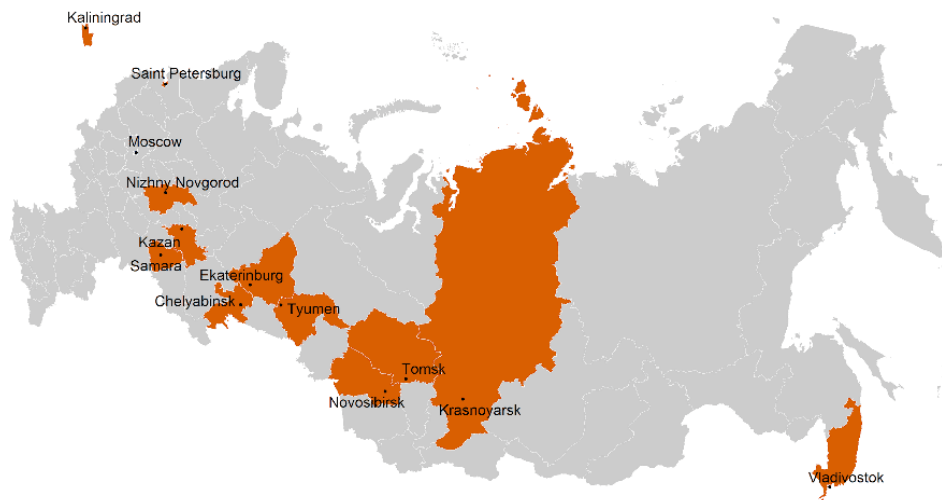 Kaliningrad
Saint Petersburg
Moscow
Nizhny Novgorod
Kazan
Samara
Ekaterinburg
Chelyabinsk
Tyumen
Tomsk
Novosibirsk
Krasnoyarsk
Vladivostok